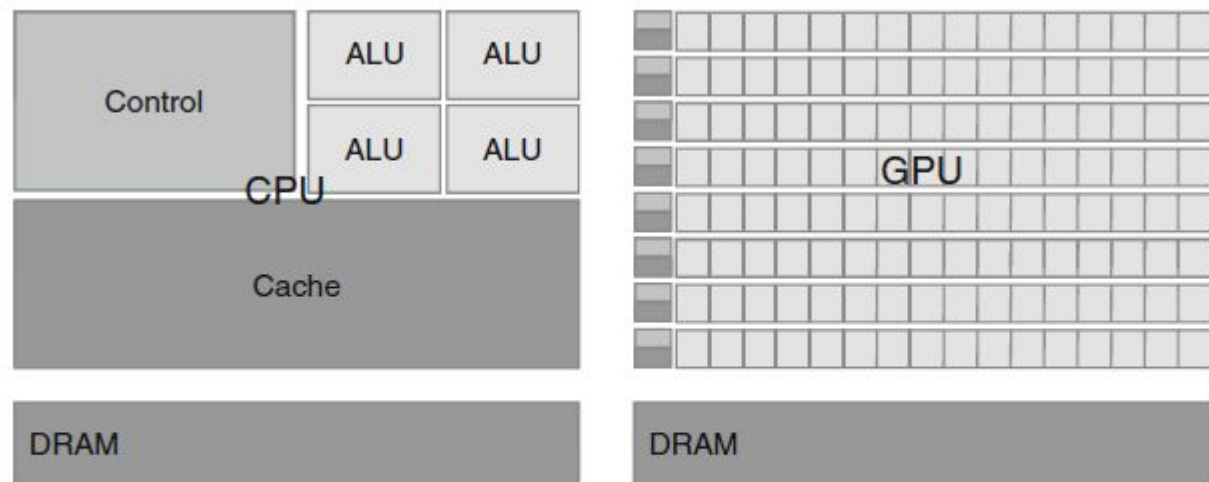 ALU ALU
Control
ALU ALU
CPU
Cache
DRAM
GPU
DRAM